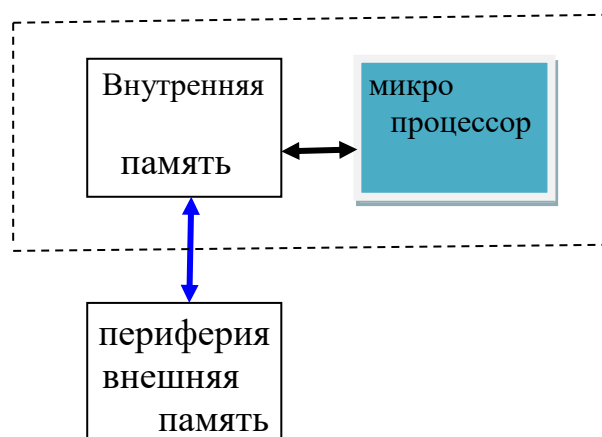 Внутренняя
память
микро
процессор
периферия
внешняя
память